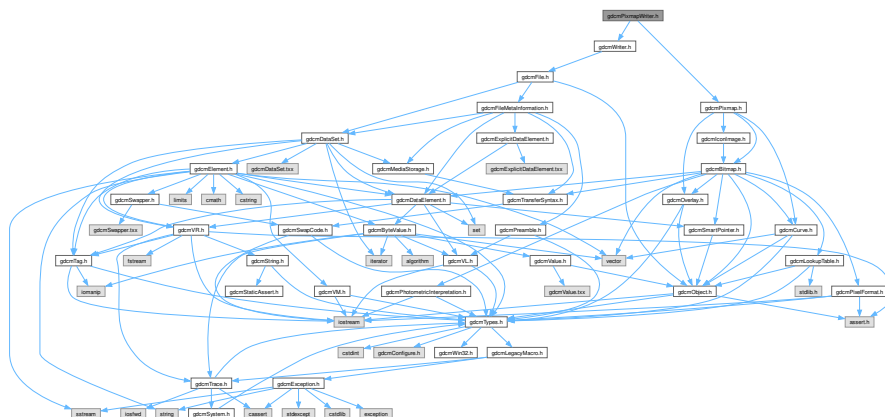 gdcmPixmapWriter.h
gdcmWriter.h
gdcmFile.h
gdcmFileMetaInformation.h
gdcmPixmap.h
gdcmDataSet.h
gdcmExplicitDataElement.h
gdcmIconImage.h
gdcmElement.h
gdcmDataSet.txx
gdcmMediaStorage.h
gdcmExplicitDataElement.txx
gdcmBitmap.h
gdcmSwapper.h
limits
cmath
cstring
gdcmDataElement.h
gdcmTransferSyntax.h
gdcmOverlay.h
gdcmSwapper.txx
gdcmVR.h
gdcmSwapCode.h
gdcmByteValue.h
set
gdcmPreamble.h
gdcmSmartPointer.h
gdcmCurve.h
gdcmTag.h
fstream
gdcmString.h
iterator
algorithm
gdcmVL.h
gdcmValue.h
vector
gdcmLookupTable.h
iomanip
gdcmStaticAssert.h
gdcmVM.h
gdcmPhotometricInterpretation.h
gdcmValue.txx
gdcmObject.h
stdlib.h
gdcmPixelFormat.h
iostream
gdcmTypes.h
assert.h
cstdint
gdcmConfigure.h
gdcmWin32.h
gdcmLegacyMacro.h
gdcmTrace.h
gdcmException.h
sstream
iosfwd
string
gdcmSystem.h
cassert
stdexcept
cstdlib
exception